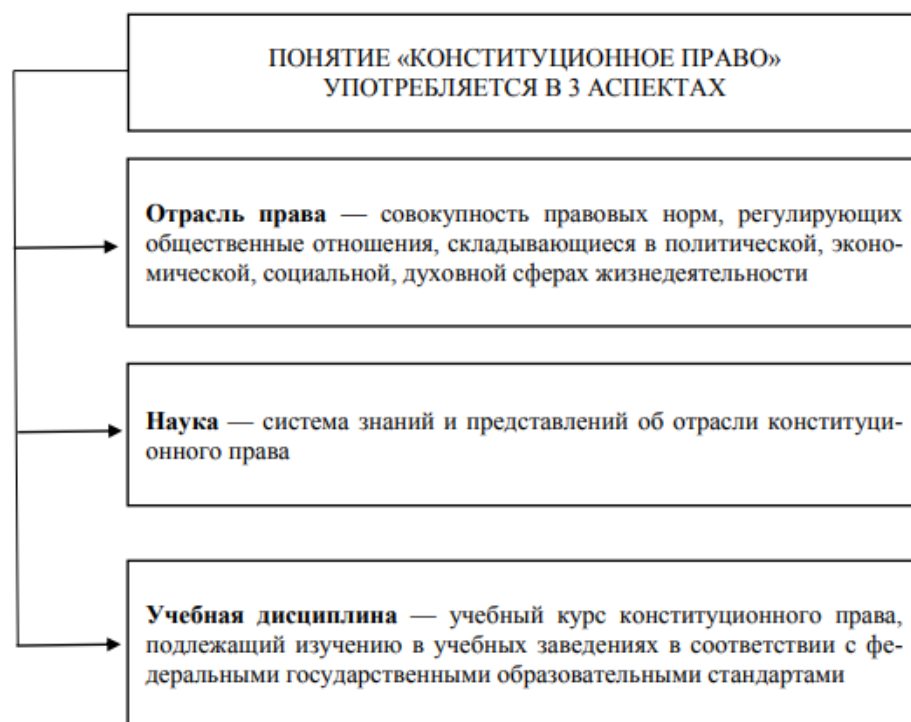 ПОНЯТИЕ «КОНСТИТУЦИОННОЕ ПРАВО»
УПОТРЕБЛЯЕТСЯ В 3 АСПЕКТАХ
Отрасль права — совокупность правовых норм, регулирующих
общественные отношения, складывающиеся в политической, эконо-
мической, социальной, духовной сферах жизнедеятельности
Наука — система знаний и представлений об отрасли конституци-
онного права
Учебная дисциплина — учебный курс конституционного права,
подлежащий изучению в учебных заведениях в соответствии с фе-
деральными государственными образовательными стандартами